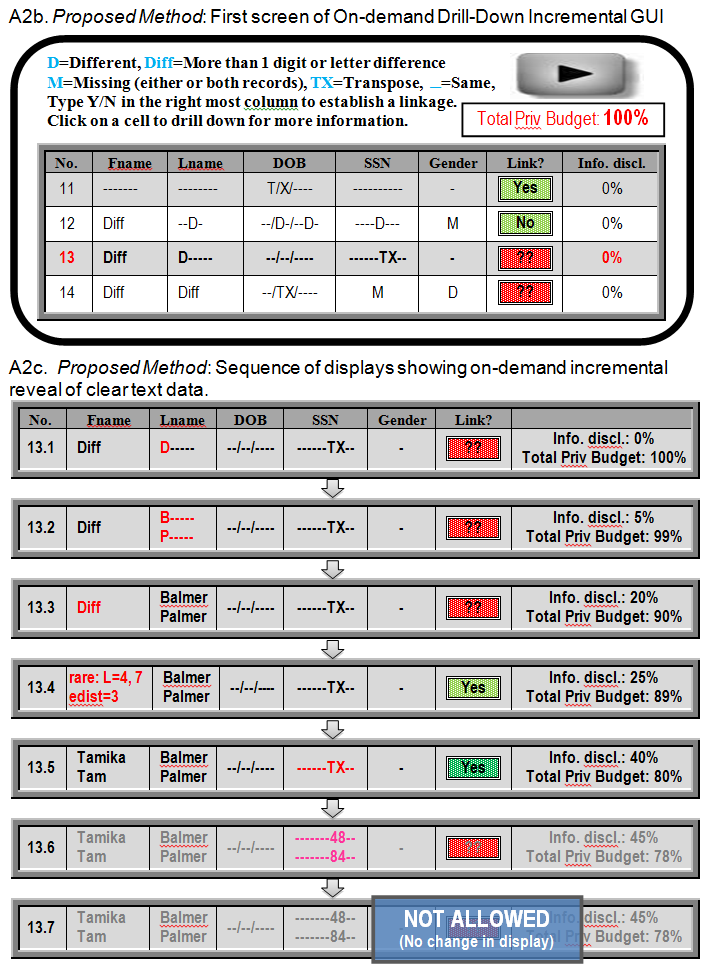 A2b. Proposed Method: First screen of On-demand Drill-Down Incremental GUI
D=Different, Diff=More than 1 digit or letter difference
M=Missing (either or both records), TX=Transpose, _=Same,
Type Y/N in the right most column to establish a linkage.
Click on a cell to drill down for more information.
Total Priv Budget: 100%
No. Fname Lname DOB SSN Gender Link? Info. discl.
11 ------- -------- T/X/---- ---------- - Yes 0%
12 Diff --D- --/D-/--D- ----D--- M No 0%
13 Diff D----- --/--/---- ------TX-- - ?? 0%
14 Diff Diff --/TX/---- M D ?? 0%
A2c. Proposed Method: Sequence of displays showing on-demand incremental
reveal of clear text data.
No. Fname Lname DOB SSN Gender Link?
13.1 Diff D----- --/--/---- ------TX-- - ?? Info. discl.: 0%
Total Priv Budget: 100%
13.2 Diff B----- --/--/---- ------TX-- - ?? Info. discl.: 5%
P----- Total Priv Budget: 99%
13.3 Diff Balmer --/--/---- ------TX-- - ?? Info. discl.: 20%
Palmer Total Priv Budget: 90%
13.4 rare: L=4, 7 Balmer --/--/---- ------TX-- - Yes Info. discl.: 25%
edist=3 Palmer Total Priv Budget: 89%
13.5 Tamika Balmer --/--/---- ------TX-- - Yes Info. discl.: 40%
Tam Palmer Total Priv Budget: 80%
13.6 Tamika Balmer --/--/---- -------48-- - ?? Info. discl.: 45%
Tam Palmer -------84-- Total Priv Budget: 78%
13.7 Tamika Balmer --/--/---- -------48-- NOT ALLOWED discl.: 45%
Tam Palmer -------84-- (No change in display) Priv Budget: 78%